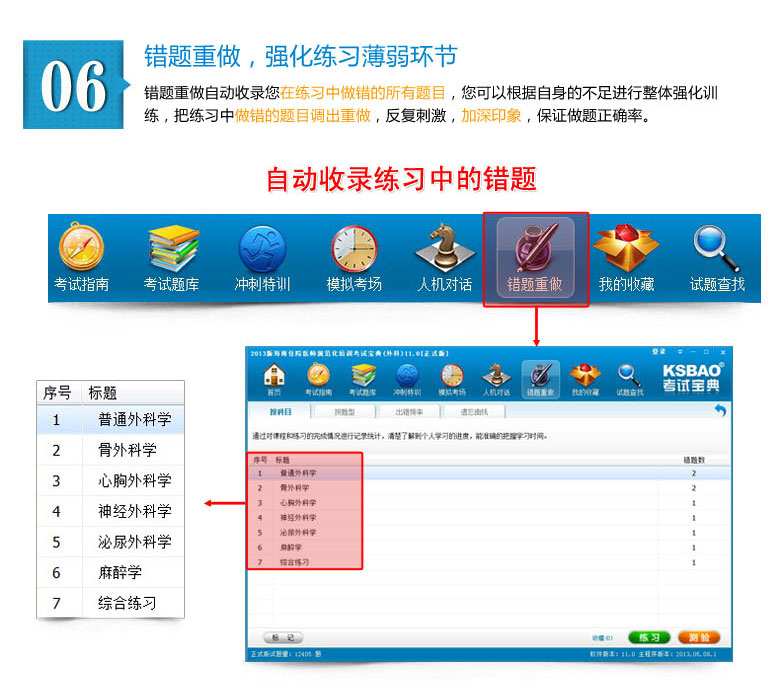 06
错题重做，强化练习薄弱环节
错题重做自动收录您在练习中做错的所有题目，您可以根据自身的不足进行整体强化训
练，把练习中做错的题目调出重做，反复刺激，加深印象，保证做题正确率。
自动收录练习中的错题
考试指南 考试题库 冲刺特训 模拟考场 人机对话 错题重做 我的收藏 试题查找
2013版海南住院医师规范化培训考试宝典(外科)11.0[正式版] 登录
首页 考试指南 考试题库 冲刺特训 模拟考场 人机对话 错题重做 我的收藏 试题查找
KSBAO®
考试宝典
按科目 按题型 出错频率 遗忘曲线
通过对课程和练习的完成情况进行记录统计，清楚了解到个人学习的进度，能准确的把握学习时间。
序号 标题 错题数
1 普通外科学 2
2 骨外科学 2
3 心胸外科学 1
4 神经外科学 1
5 泌尿外科学 1
6 麻醉学 1
7 综合练习 1
标 记 练 习 测 验
正式版试题量: 12405 题 软件版本: 11.0 主程序版本: 2013.05.08.1
序号 标题
1 普通外科学
2 骨外科学
3 心胸外科学
4 神经外科学
5 泌尿外科学
6 麻醉学
7 综合练习